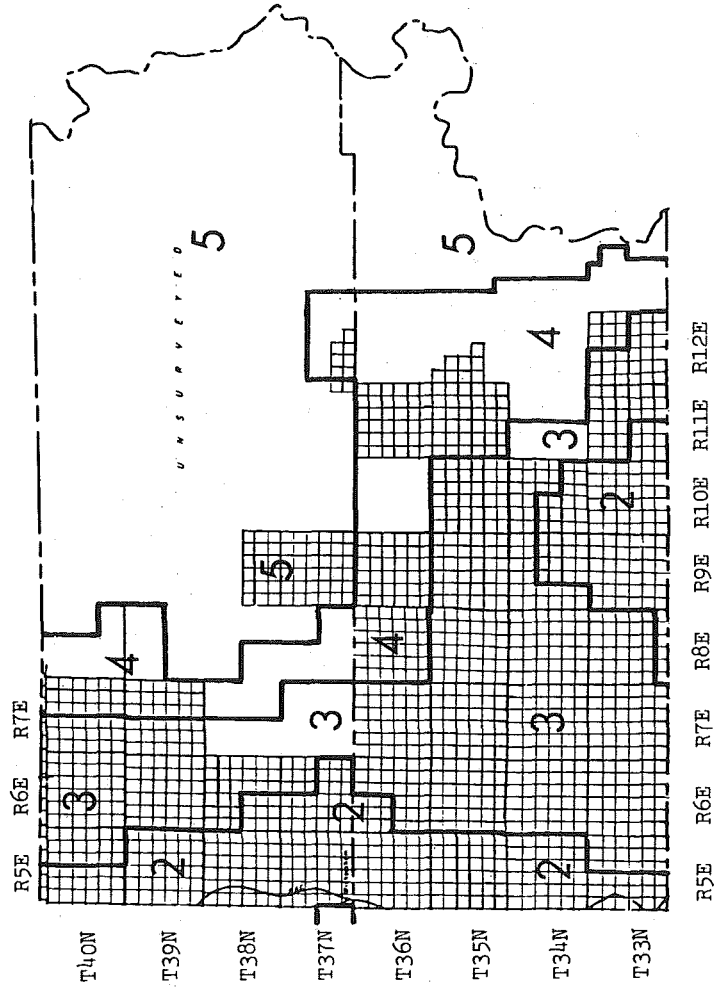 R5E R6E R7E
T40N
T39N
T38N
T37N
T36N
T35N
T34N
T33N
R5E R6E R7E R8E R9E R10E R11E R12E
UNSURVEYED
3
4
5
2
5
3
2
4
5
2
3
3
4
2